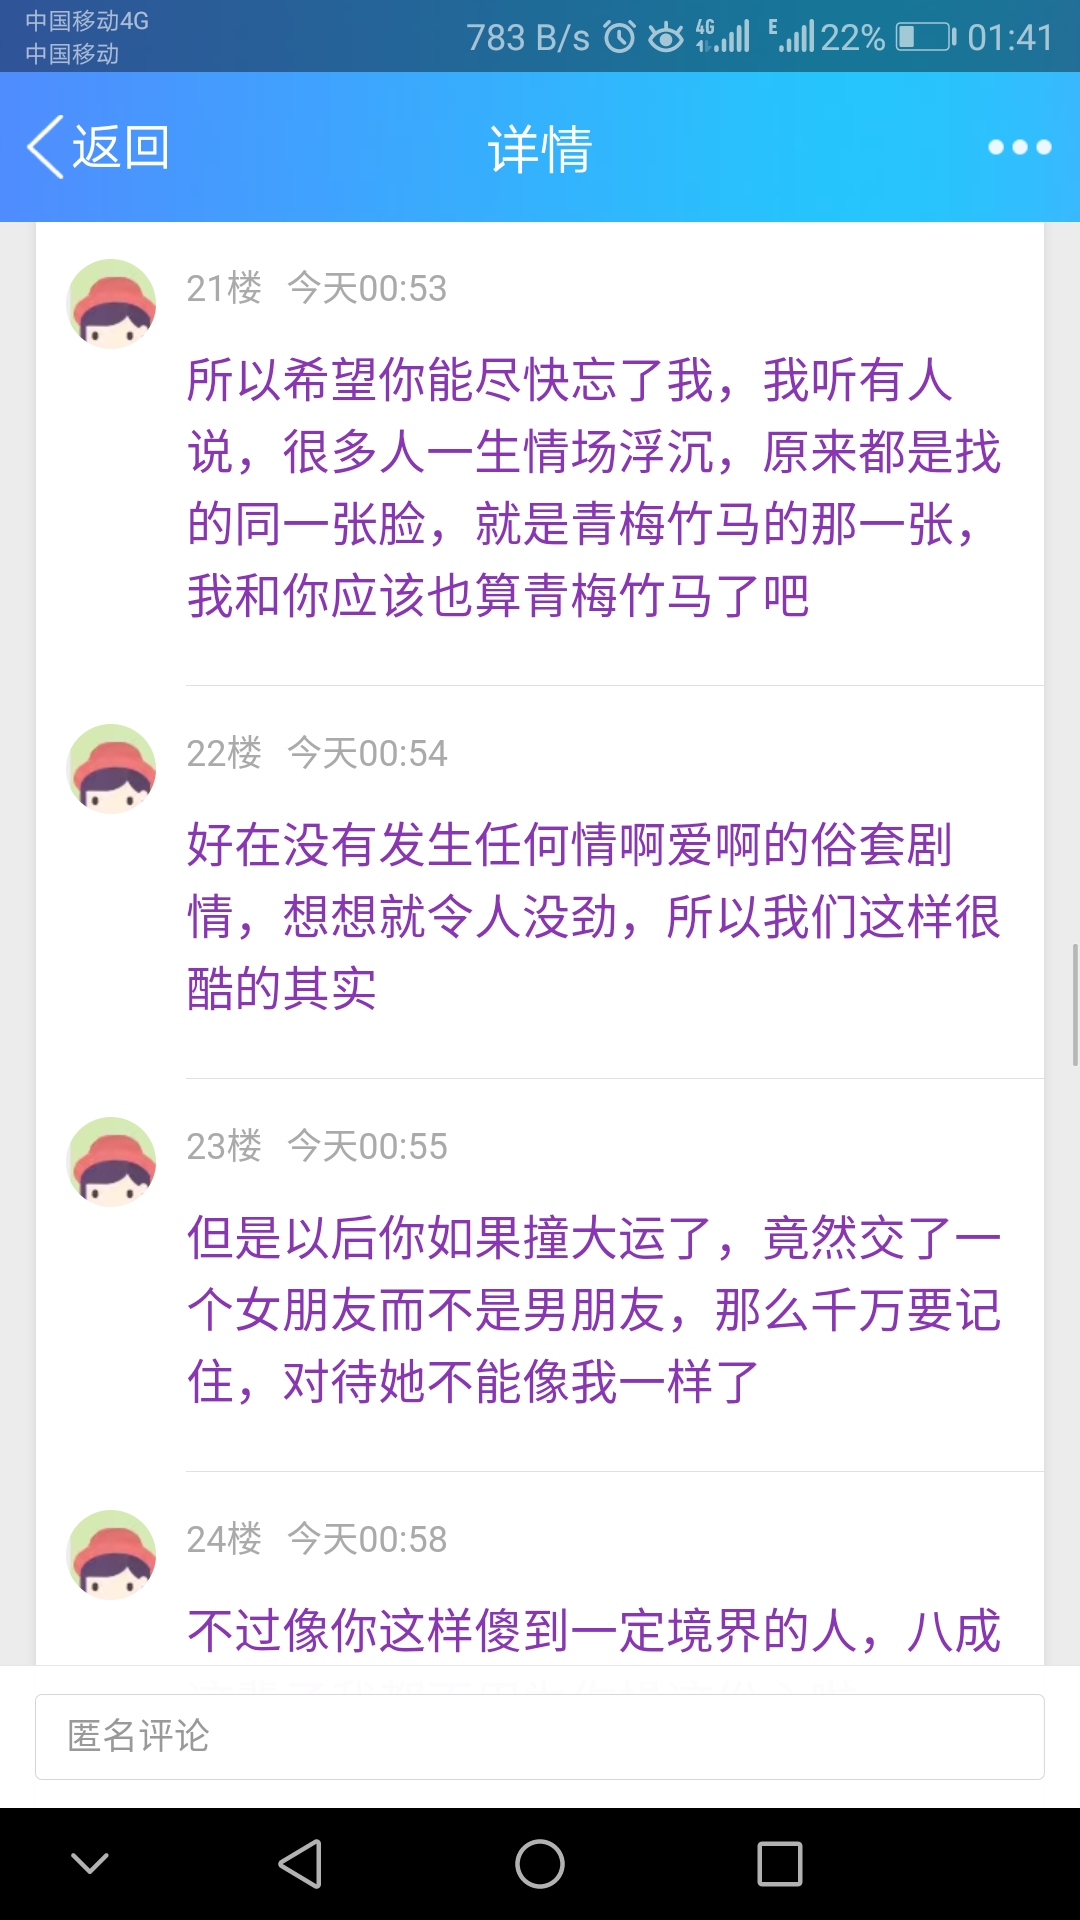 中国移动4G
中国移动
783 B/s 4G E 22% 01:41
返回 详情
21楼 今天00:53
所以希望你能尽快忘了我，我听有人
说，很多人一生情场浮沉，原来都是找
的同一张脸，就是青梅竹马的那一张，
我和你应该也算青梅竹马了吧
22楼 今天00:54
好在没有发生任何情啊爱啊的俗套剧
情，想想就令人没劲，所以我们这样很
酷的其实
23楼 今天00:55
但是以后你如果撞大运了，竟然交了一
个女朋友而不是男朋友，那么千万要记
住，对待她不能像我一样了
24楼 今天00:58
不过像你这样傻到一定境界的人，八成
匿名评论